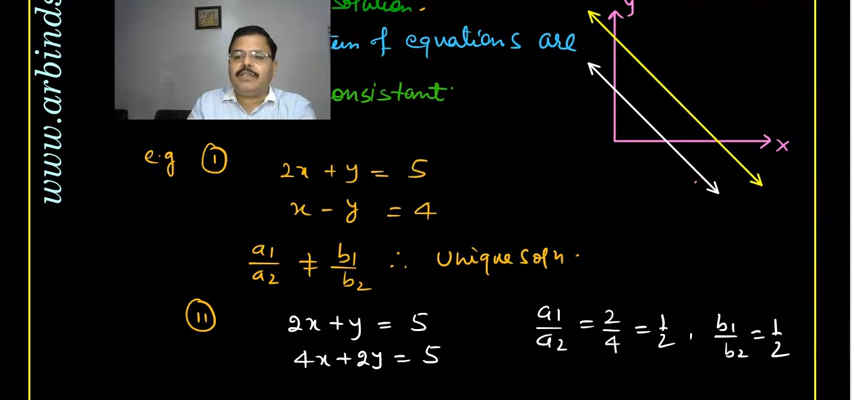 solution.
of equations are
onsistant
www.arbinds
y
x
e.g (i)
2x + y = 5
x - y = 4
a1/a2 ≠ b1/b2 ∴ Unique soln.
(ii)
2x + y = 5
4x + 2y = 5
a1/a2 = 2/4 = 1/2 , b1/b2 = 1/2